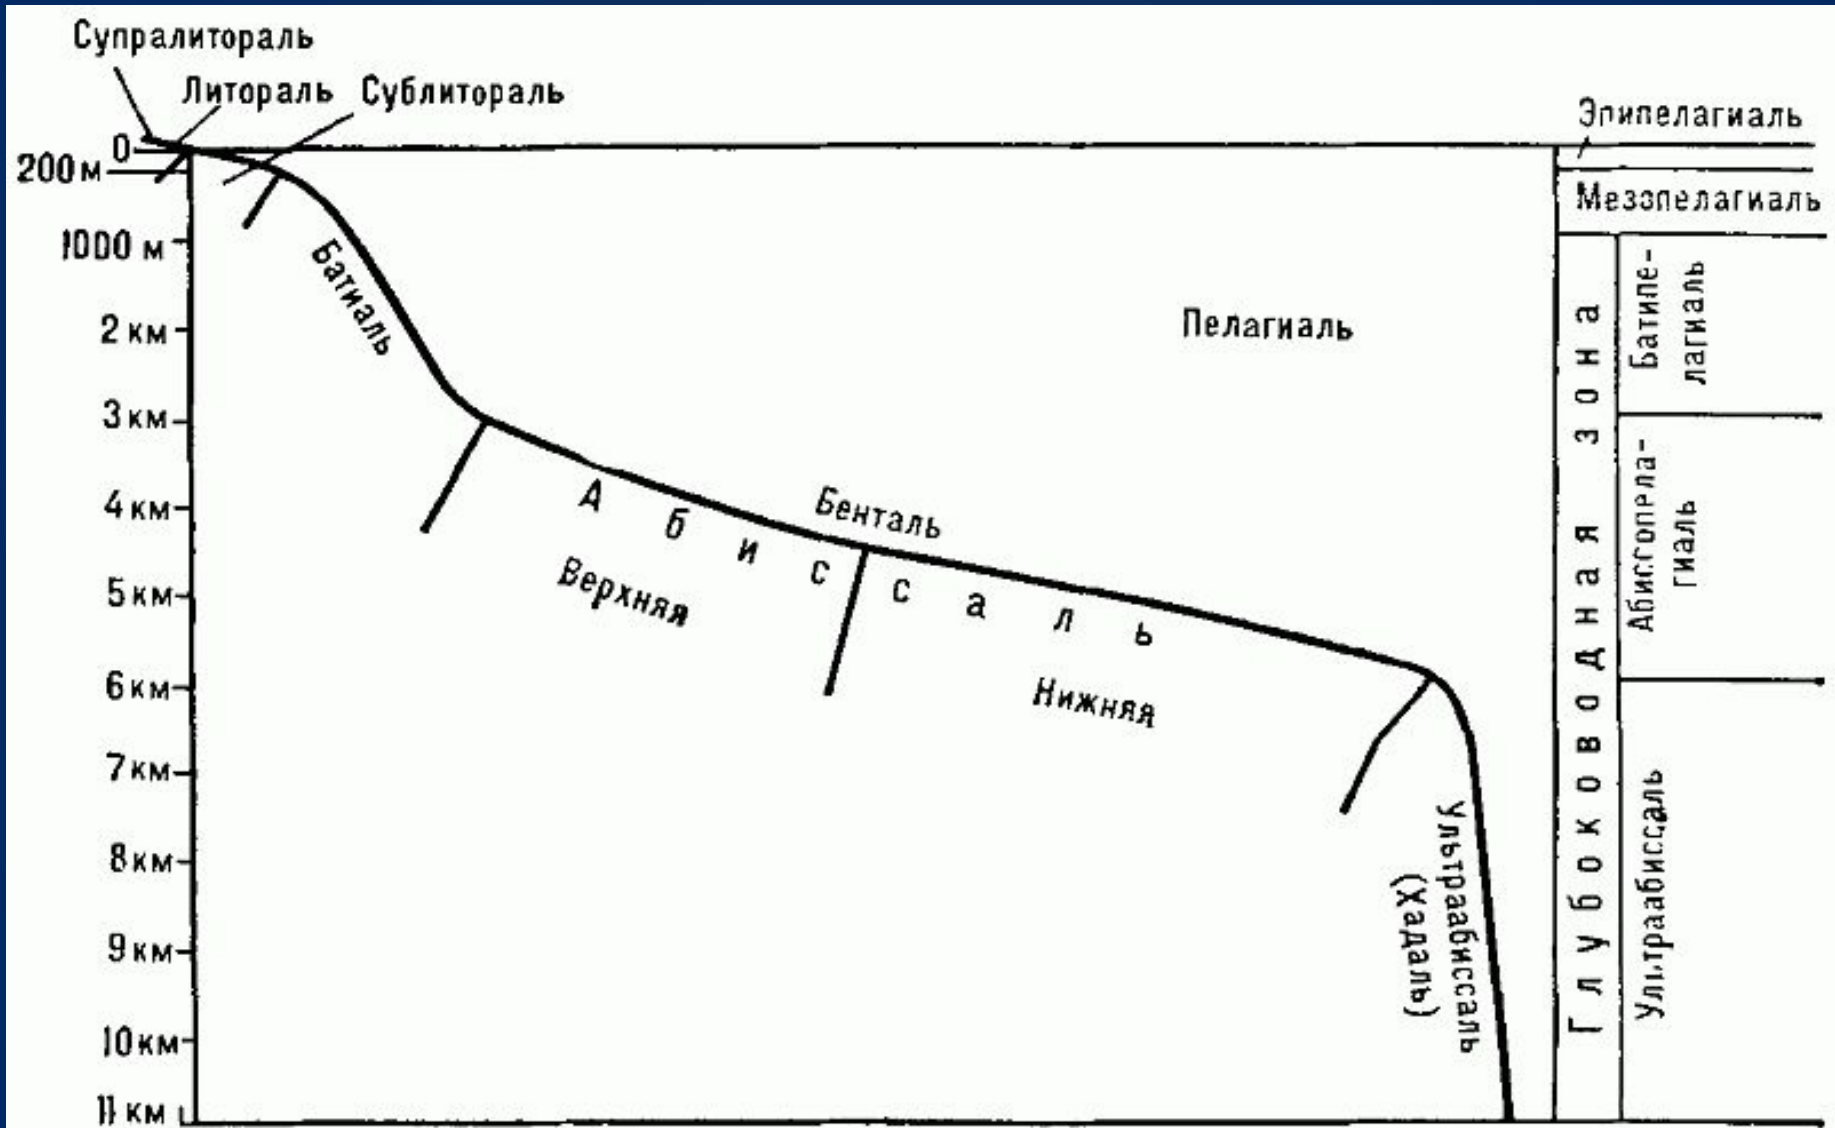 Супралитораль
Литораль
Сублитораль
0
200 м
1000 м
2 км
3 км
4 км
5 км
6 км
7 км
8 км
9 км
10 км
11 км
Батиаль
Абиссаль
Бенталь
Верхняя
Нижняя
Ультраабиссаль
(Хадаль)
Пелагиаль
Эпипелагиаль
Мезопелагиаль
Глубоководная зона
Батипе-
лагиаль
Абиссопела-
гиаль
Ультраабиссаль